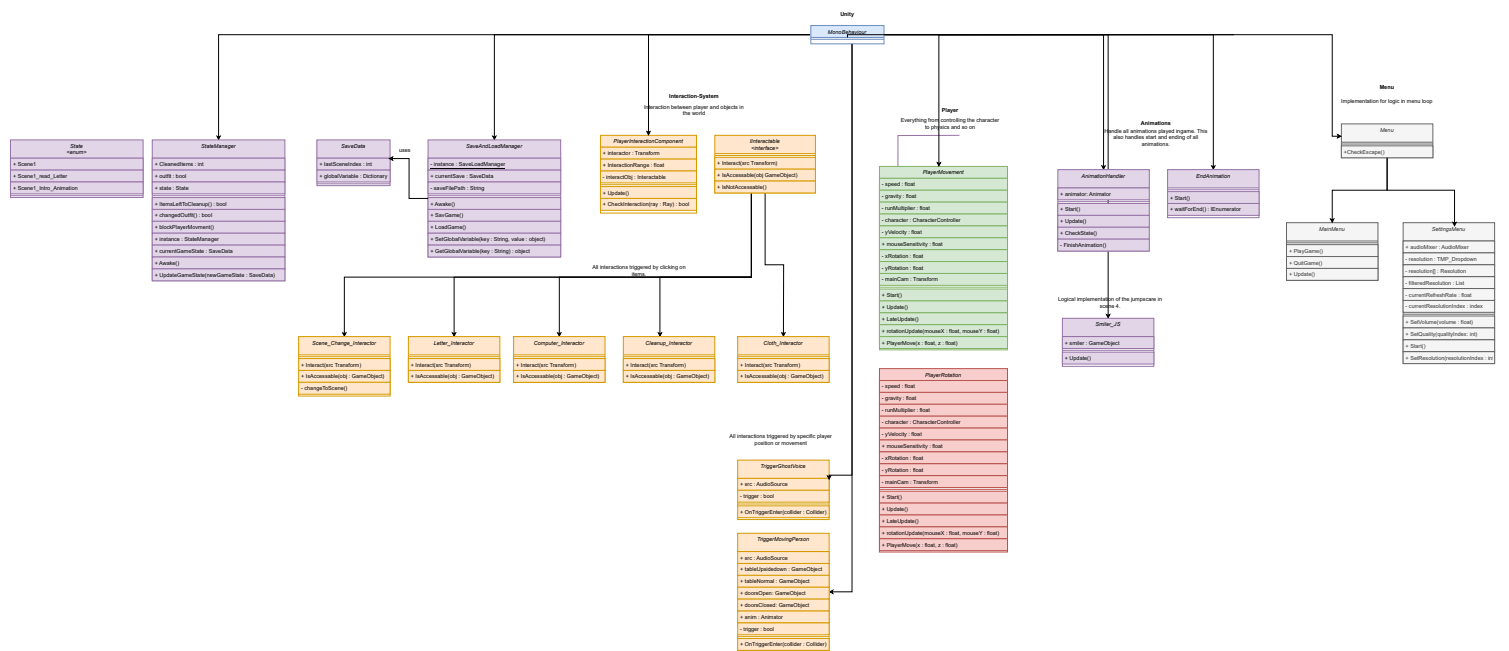 Unity
MonoBehaviour
State
<enum>
+ Scene1
+ Scene1_read_Letter
+ Scene1_Intro_Animation
StateManager
+ CleanedItems : int
+ outfit : bool
+ state : State
+ itemsLeftToCleanup() : bool
+ changedOutfit() : bool
+ blockPlayerMovment() : bool
+ instance : StateManager
+ currentGameState : SaveData
+ Awake()
+ UpdateGameState(newGameState : SaveData)
SaveData
+ lastSceneIndex : int
+ globalVariable : Dictionary
uses
SaveAndLoadManager
- instance : SaveLoadManager
+ currentSave : SaveData
- saveFilePath : String
+ Awake()
+ SavGame()
+ LoadGame()
+ SetGlobalVariable(key : String, value : object)
+ GetGlobalVariable(key : String) : object
Interaction-System
Interaction between player and objects in
the world
PlayerInteractionComponent
+ interactor : Transform
+ InteractionRange : float
- interactObj : Interactable
+ Update()
+ CheckInteraction(ray : Ray) : bool
IInteractable
<interface>
+ Interact(src Transform)
+ IsAccessable(obj GameObject)
+ IsNotAccessable()
All interactions triggered by clicking on
items.
Scene_Change_Interactor
+ Interact(src Transform)
+ IsAccessable(obj : GameObject)
- changeToScene()
Letter_Interactor
+ Interact(src Transform)
+ IsAccessable(obj : GameObject)
Computer_Interactor
+ Interact(src Transform)
+ IsAccessable(obj : GameObject)
Cleanup_Interactor
+ Interact(src Transform)
+ IsAccessable(obj : GameObject)
Cloth_Interactor
+ Interact(src Transform)
+ IsAccessable(obj : GameObject)
All interactions triggered by specific player
position or movement
TriggerGhostVoice
+ src : AudioSource
- trigger : bool
+ OnTriggerEnter(collider : Collider)
TriggerMovingPerson
+ src : AudioSource
+ tableUpsidedown : GameObject
+ tableNormal : GameObject
+ doorsOpen: GameObject
+ doorsClosed: GameObject
+ anim : Animator
- trigger : bool
+ OnTriggerEnter(collider : Collider)
Player
Everything from controlling the character
to physics and so on
PlayerMovement
- speed : float
- gravity : float
- runMultiplier : float
- character : CharacterController
- yVelocity : float
+ mouseSensitivity : float
- xRotation : float
- yRotation : float
- mainCam : Transform
+ Start()
+ Update()
+ LateUpdate()
+ rotationUpdate(mouseX : float, mouseY : float)
+ PlayerMove(x : float, z : float)
PlayerRotation
- speed : float
- gravity : float
- runMultiplier : float
- character : CharacterController
- yVelocity : float
+ mouseSensitivity : float
- xRotation : float
- yRotation : float
- mainCam : Transform
+ Start()
+ Update()
+ LateUpdate()
+ rotationUpdate(mouseX : float, mouseY : float)
+ PlayerMove(x : float, z : float)
Animations
Handle all animations played ingame. This
also handles start and ending of all
animations.
AnimationHandler
+ animator: Animator
+ Start()
+ Update()
+ CheckState()
- FinishAnimation()
EndAnimation
+ Start()
+ waitForEnd() : IEnumerator
Logical implementation of the jumpscare in
scene 4.
Smiler_JS
+ smiler : GameObject
+ Update()
Menu
Implementation for logic in menu loop
Menu
+CheckEscape()
MainMenu
+ PlayGame()
+ QuitGame()
+ Update()
SettingsMenu
+ audioMixer : AudioMixer
- resolution : TMP_Dropdown
- resolution[] : Resolution
- filteredResolution : List
- currentRefreshRate : float
- currentResolutionIndex : index
+ SetVolume(volume : float)
+ SetQuality(qualityIndex: int)
+ Start()
+ SetResolution(resolutionIndex : int